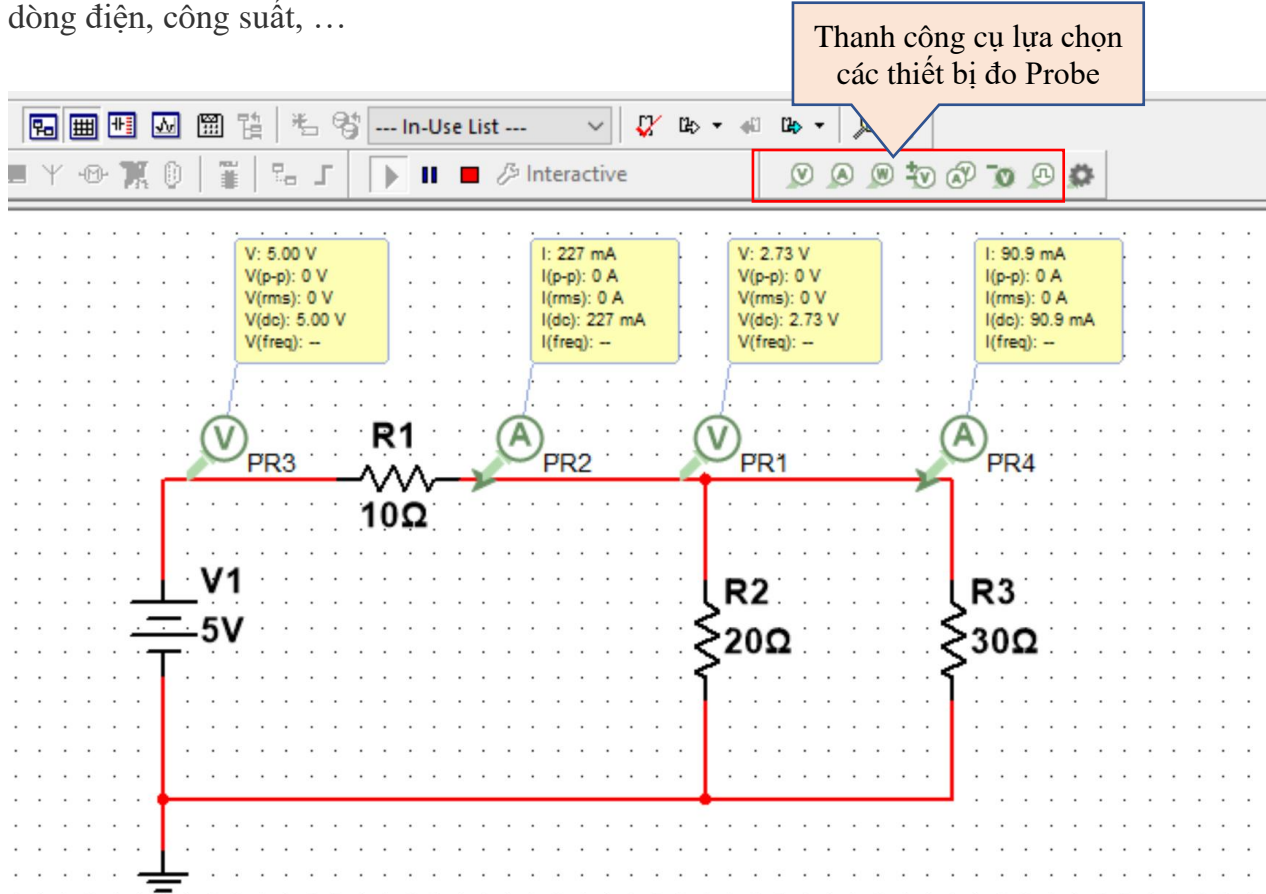 dòng điện, công suất, …
Thanh công cụ lựa chọn
các thiết bị đo Probe
--- In-Use List ---
Interactive
V
A
W
V
A
V
V
V: 5.00 V
V(p-p): 0 V
V(rms): 0 V
V(dc): 5.00 V
V(freq): --
I: 227 mA
I(p-p): 0 A
I(rms): 0 A
I(dc): 227 mA
I(freq): --
V: 2.73 V
V(p-p): 0 V
V(rms): 0 V
V(dc): 2.73 V
V(freq): --
I: 90.9 mA
I(p-p): 0 A
I(rms): 0 A
I(dc): 90.9 mA
I(freq): --
V
PR3
R1
10Ω
A
PR2
V
PR1
A
PR4
V1
5V
R2
20Ω
R3
30Ω